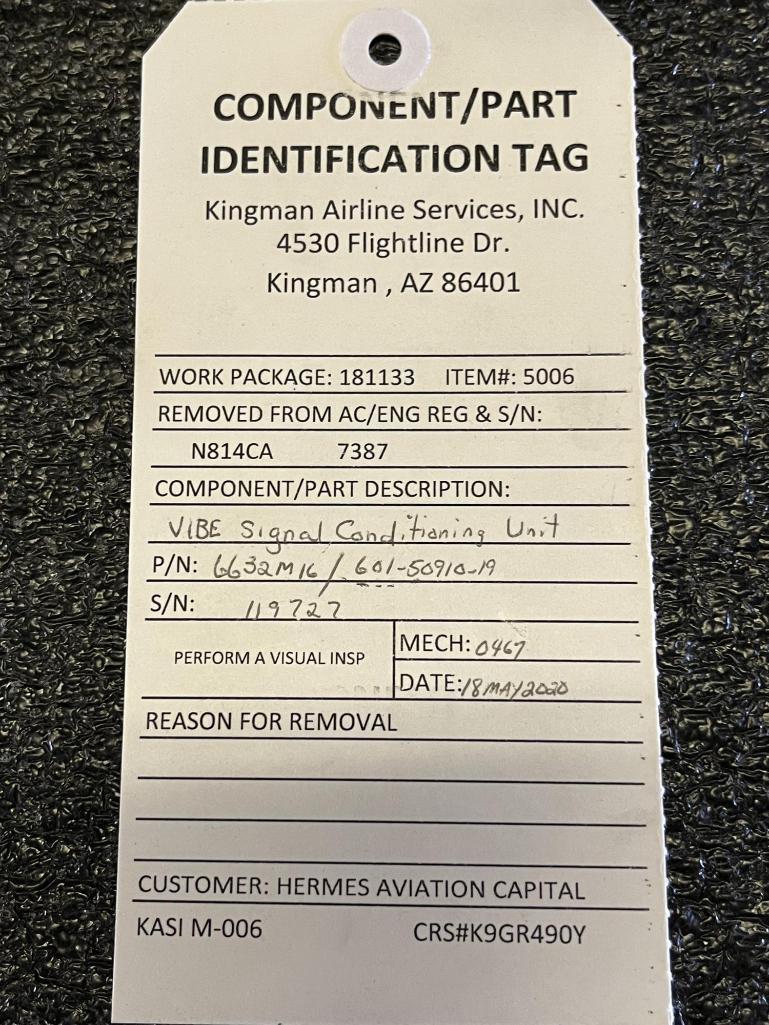 COMPONENT/PART
IDENTIFICATION TAG
Kingman Airline Services, INC.
4530 Flightline Dr.
Kingman , AZ 86401
WORK PACKAGE: 181133 ITEM#: 5006
REMOVED FROM AC/ENG REG & S/N:
N814CA 7387
COMPONENT/PART DESCRIPTION:
VIBE Signal Conditioning Unit
P/N: 6632M16 / 601-50910-19
S/N: 119727
PERFORM A VISUAL INSP
MECH: 0467
DATE: 18MAY2020
REASON FOR REMOVAL
CUSTOMER: HERMES AVIATION CAPITAL
KASI M-006 CRS#K9GR490Y